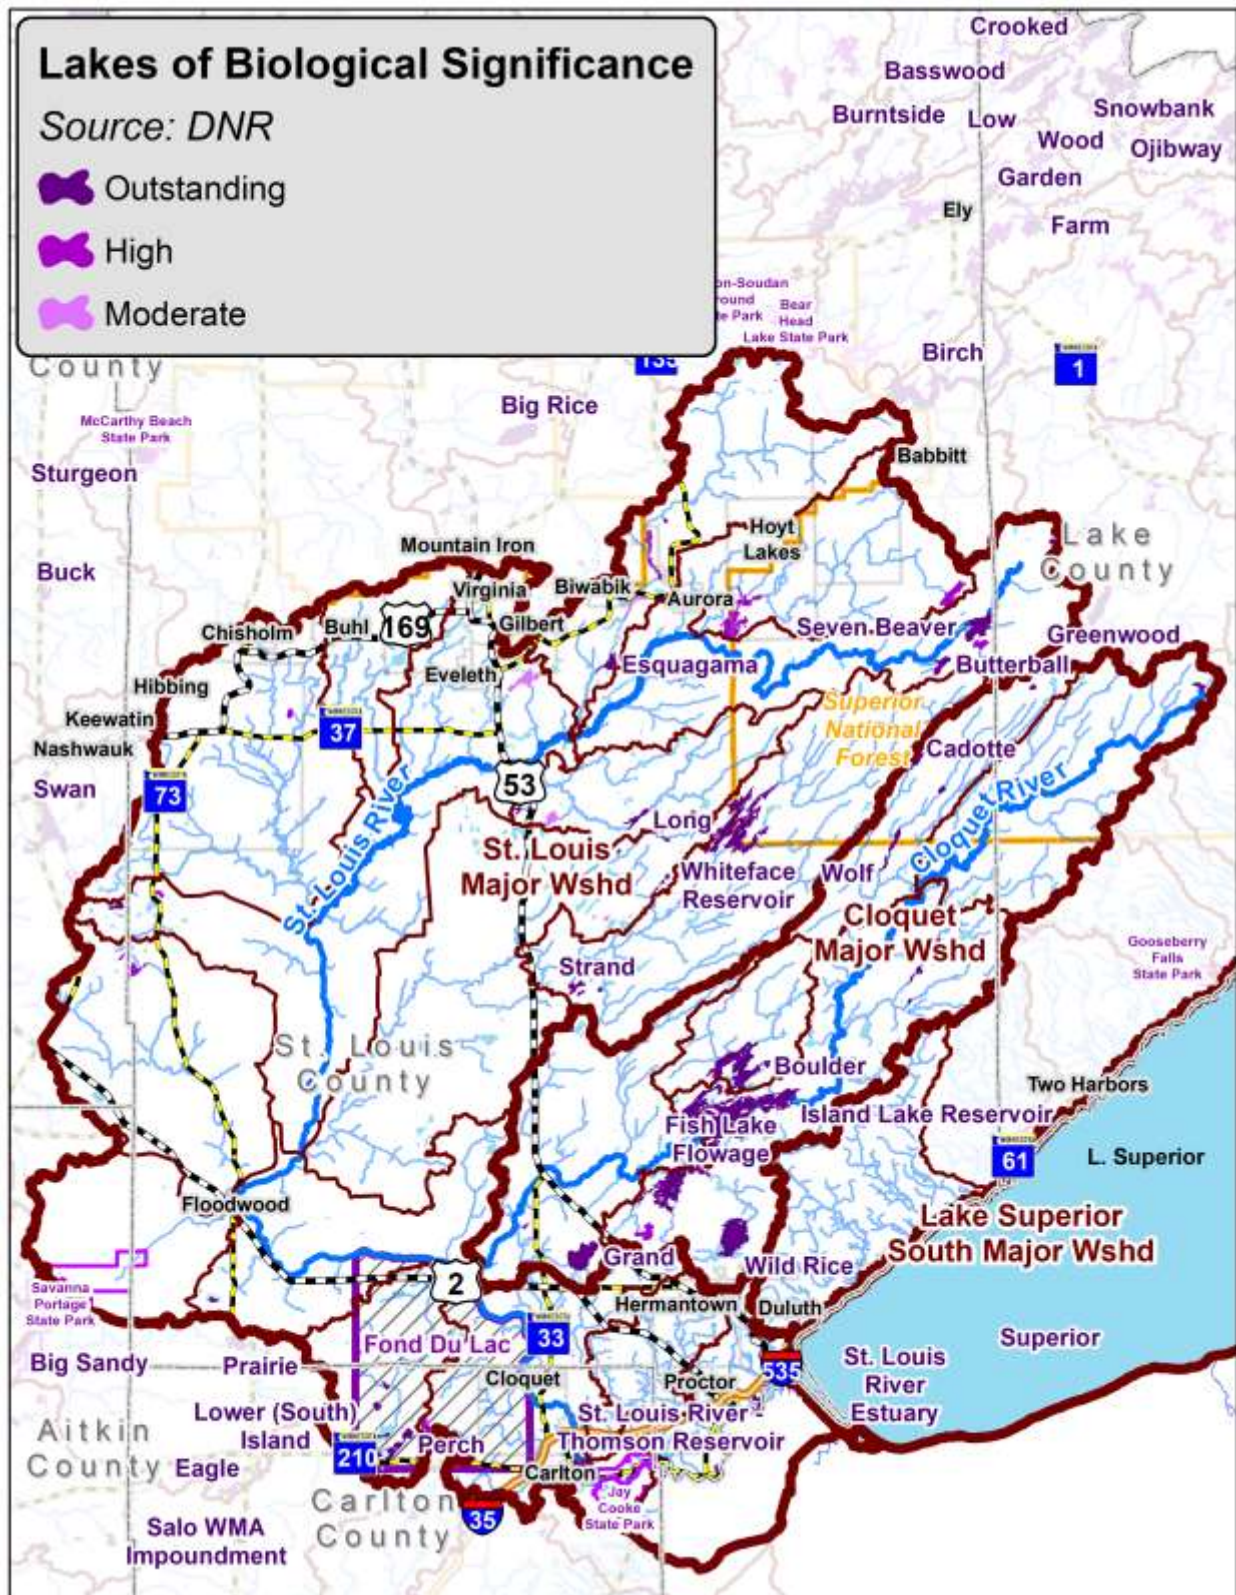 Lakes of Biological Significance
Source: DNR
Outstanding
High
Moderate
Crooked
Basswood
Burntside
Low
Snowbank
Wood
Ojibway
Garden
Ely
Farm
on-Soudan
State Park
Bear
Head
Lake State Park
Birch
1
County
Big Rice
McCarthy Beach
State Park
Sturgeon
Babbitt
Hoyt
Lakes
Lake
County
Mountain Iron
Buck
Virginia
Biwabik
Aurora
Chisholm
Buhl
169
Gilbert
Seven Beaver
Greenwood
Esquagama
Butterball
Eveleth
Hibbing
Keewatin
Nashwauk
37
Superior
National
Forest
Cadotte
Swan
73
53
St. Louis River
Cloquet River
Long
St. Louis
Major Wshd
Whiteface
Reservoir
Wolf
Cloquet
Major Wshd
Gooseberry
Falls
State Park
Strand
St. Louis
County
Boulder
Two Harbors
Island Lake Reservoir
Fish Lake
Flowage
61
L. Superior
Floodwood
Lake Superior
South Major Wshd
Grand
Wild Rice
Savanna
Portage
State Park
2
Hermantown
Duluth
33
Fond Du Lac
Superior
535
Big Sandy
Prairie
Cloquet
Proctor
St. Louis
River
Estuary
Lower (South)
Island
St. Louis River -
Thomson Reservoir
Aitkin
County
Eagle
210
Perch
Carlton
Jay
Cooke
State Park
Carlton
County
35
Salo WMA
Impoundment